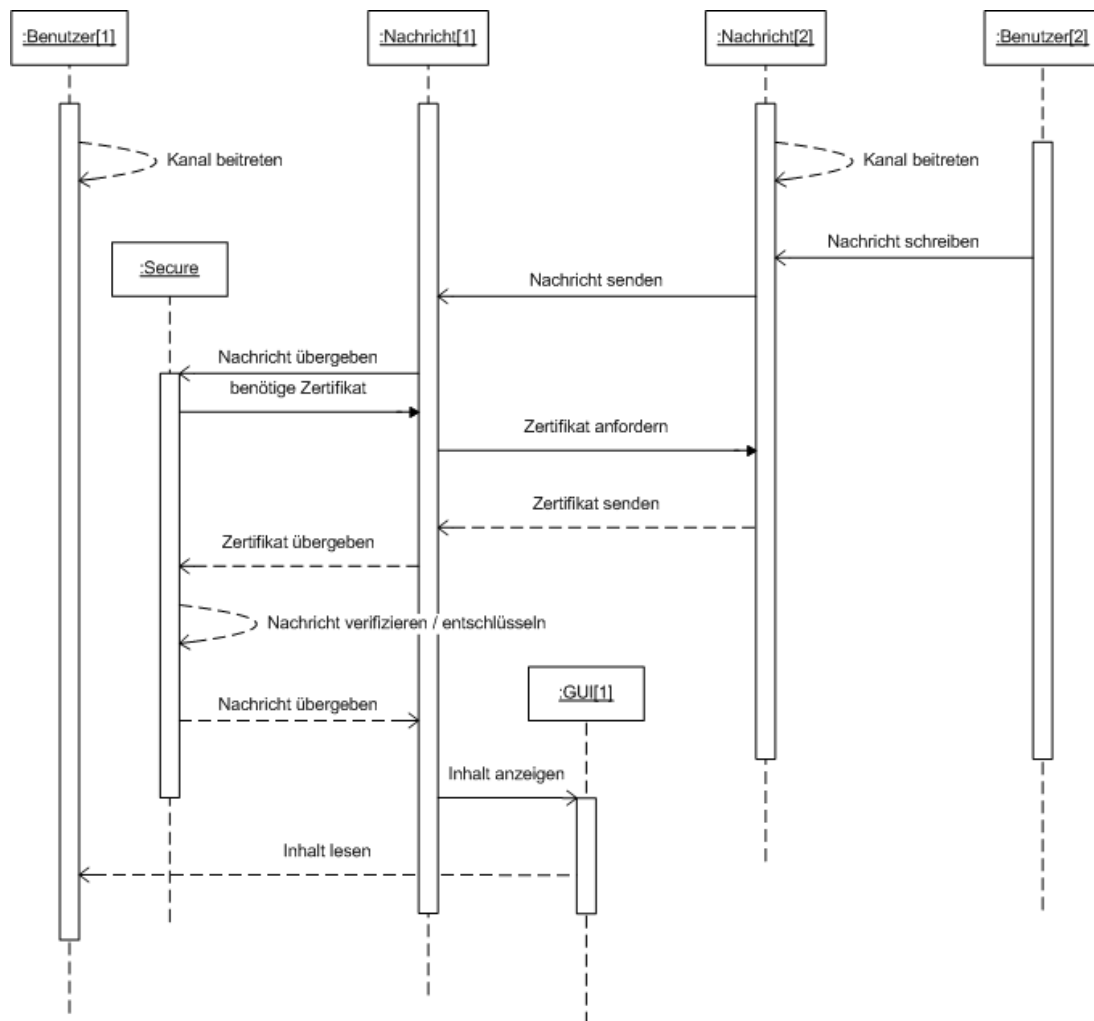 :Benutzer[1]
:Nachricht[1]
:Nachricht[2]
:Benutzer[2]
Kanal beitreten
Kanal beitreten
Nachricht schreiben
:Secure
Nachricht senden
Nachricht übergeben
benötige Zertifikat
Zertifikat anfordern
Zertifikat senden
Zertifikat übergeben
Nachricht verifizieren / entschlüsseln
:GUI[1]
Nachricht übergeben
Inhalt anzeigen
Inhalt lesen